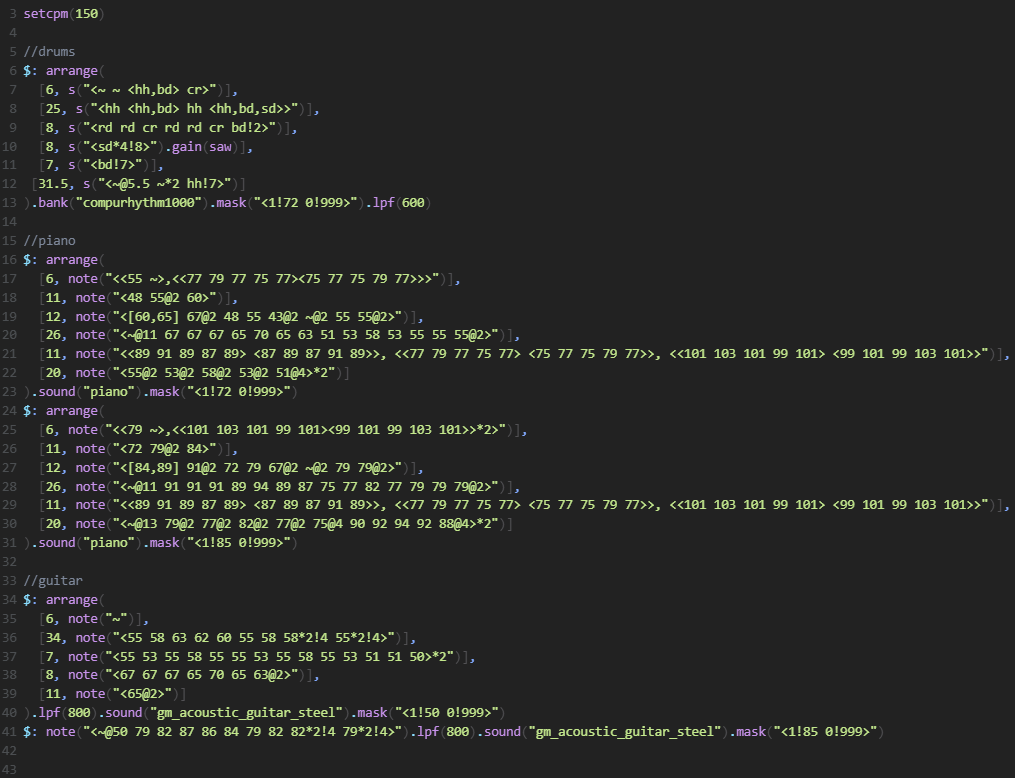 3 setcpm(150)
4
5 //drums
6 $: arrange(
7 [6, s("<~ ~ <hh,bd> cr>")],
8 [25, s("<hh <hh,bd> hh <hh,bd,sd>>")],
9 [8, s("<rd rd cr rd rd cr bd!2>")],
10 [8, s("<sd*4!8>").gain(saw)],
11 [7, s("<bd!7>")],
12 [31.5, s("<~@5.5 ~*2 hh!7>")]
13 ).bank("compurhythm1000").mask("<1!72 0!999>").lpf(600)
14
15 //piano
16 $: arrange(
17 [6, note("<<55 ~>,<<77 79 77 75 77><75 77 75 79 77>>>")],
18 [11, note("<48 55@2 60>")],
19 [12, note("<[60,65] 67@2 48 55 43@2 ~@2 55 55@2>")],
20 [26, note("<~@11 67 67 67 65 70 65 63 51 53 58 53 55 55 55@2>")],
21 [11, note("<<89 91 89 87 89> <87 89 87 91 89>>, <<77 79 77 75 77> <75 77 75 79 77>>, <<101 103 101 99 101> <99 101 99 103 101>>")],
22 [20, note("<55@2 53@2 58@2 53@2 51@4>*2")]
23 ).sound("piano").mask("<1!72 0!999>")
24 $: arrange(
25 [6, note("<<79 ~>,<<101 103 101 99 101><99 101 99 103 101>>*2>")],
26 [11, note("<72 79@2 84>")],
27 [12, note("<[84,89] 91@2 72 79 67@2 ~@2 79 79@2>")],
28 [26, note("<~@11 91 91 91 89 94 89 87 75 77 82 77 79 79 79@2>")],
29 [11, note("<<89 91 89 87 89> <87 89 87 91 89>>, <<77 79 77 75 77> <75 77 75 79 77>>, <<101 103 101 99 101> <99 101 99 103 101>>")],
30 [20, note("<~@13 79@2 77@2 82@2 77@2 75@4 90 92 94 92 88@4>*2")]
31 ).sound("piano").mask("<1!85 0!999>")
32
33 //guitar
34 $: arrange(
35 [6, note("~")],
36 [34, note("<55 58 63 62 60 55 58 58*2!4 55*2!4>")],
37 [7, note("<55 53 55 58 55 55 53 55 58 55 53 51 51 50>*2")],
38 [8, note("<67 67 67 65 70 65 63@2>")],
39 [11, note("<65@2>")]
40 ).lpf(800).sound("gm_acoustic_guitar_steel").mask("<1!50 0!999>")
41 $: note("<~@50 79 82 87 86 84 79 82 82*2!4 79*2!4>").lpf(800).sound("gm_acoustic_guitar_steel").mask("<1!85 0!999>")
42
43